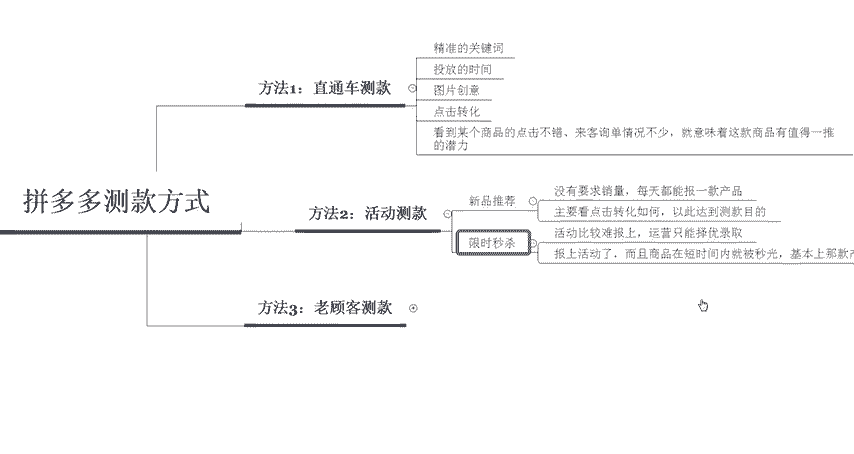 拼多多测款方式
方法1：直通车测款
精准的关键词
投放的时间
图片创意
点击转化
看到某个商品的点击不错、来客询单情况不少，就意味着这款商品有值得一推
的潜力
方法2：活动测款
新品推荐
没有要求销量，每天都能报一款产品
主要看点击转化如何，以此达到测款目的
限时秒杀
活动比较难报上，运营只能择优录取
报上活动了．而且商品在短时间内就被秒光，基本上那款
方法3：老顾客测款